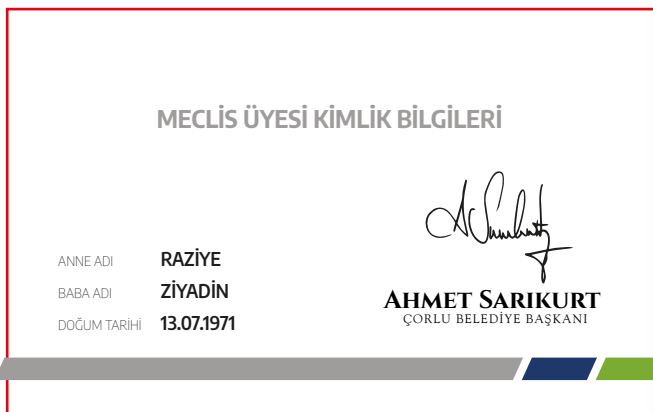 MECLİS ÜYESİ KİMLİK BİLGİLERİ
ANNE ADI RAZİYE
BABA ADI ZİYADİN
DOĞUM TARİHİ 13.07.1971
AHMET SARIKURT
ÇORLU BELEDİYE BAŞKANI